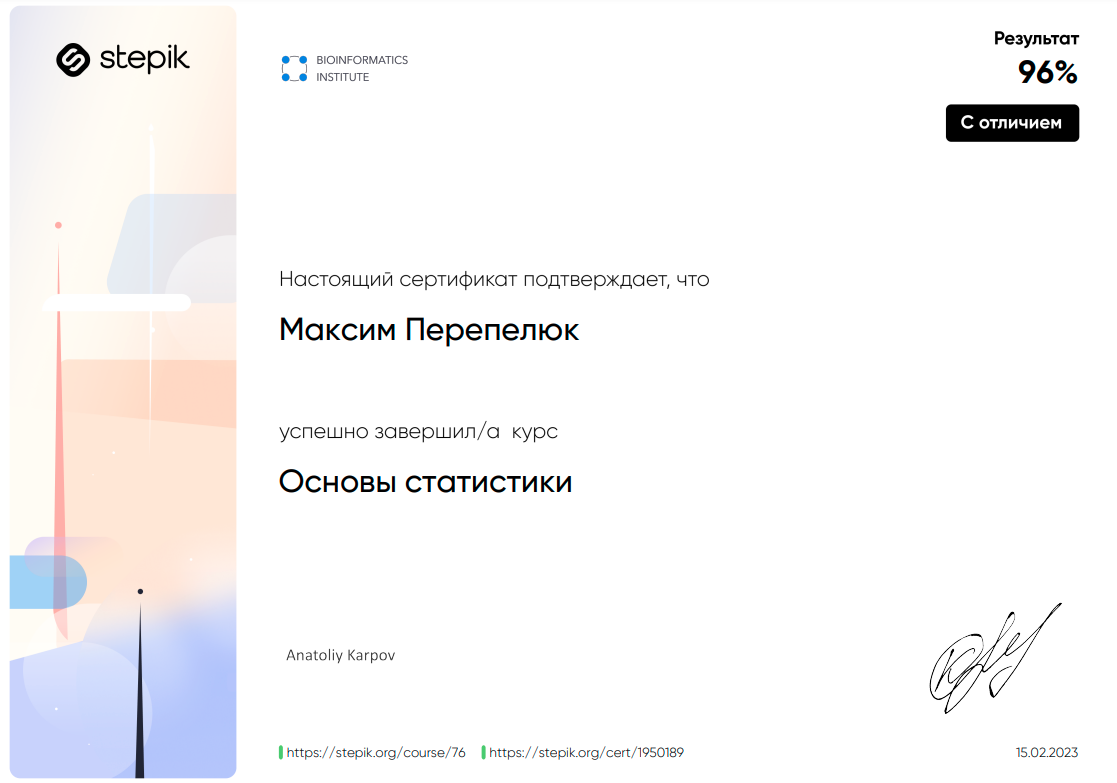 stepik
BIOINFORMATICS
INSTITUTE
Результат
96%
С отличием
Настоящий сертификат подтверждает, что
Максим Перепелюк
успешно завершил/а  курс
Основы статистики
Anatoliy Karpov
https://stepik.org/course/76 https://stepik.org/cert/1950189 15.02.2023